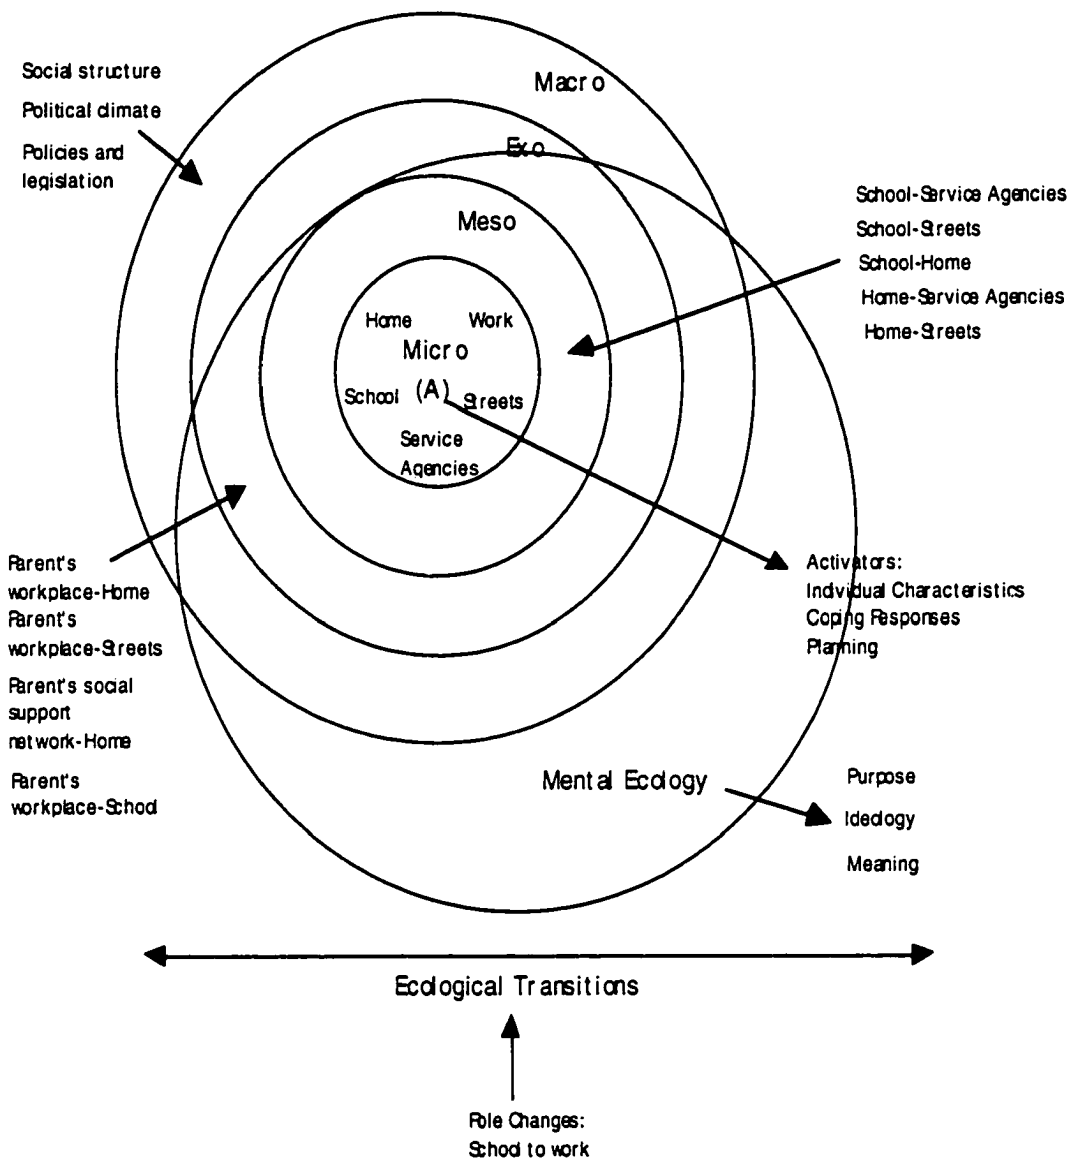 Social structure
Political climate
Policies and
legislation
Macro
Exo
Meso
Home
Work
Micro
(A)
School
Streets
Service
Agencies
School-Service Agencies
School-Streets
School-Home
Home-Service Agencies
Home-Streets
Parent's
workplace-Home
Parent's
workplace-Streets
Parent's social
support
network-Home
Parent's
workplace-School
Activators:
Individual Characteristics
Coping Responses
Planning
Mental Ecology
Purpose
Ideology
Meaning
Ecological Transitions
Role Changes:
School to work